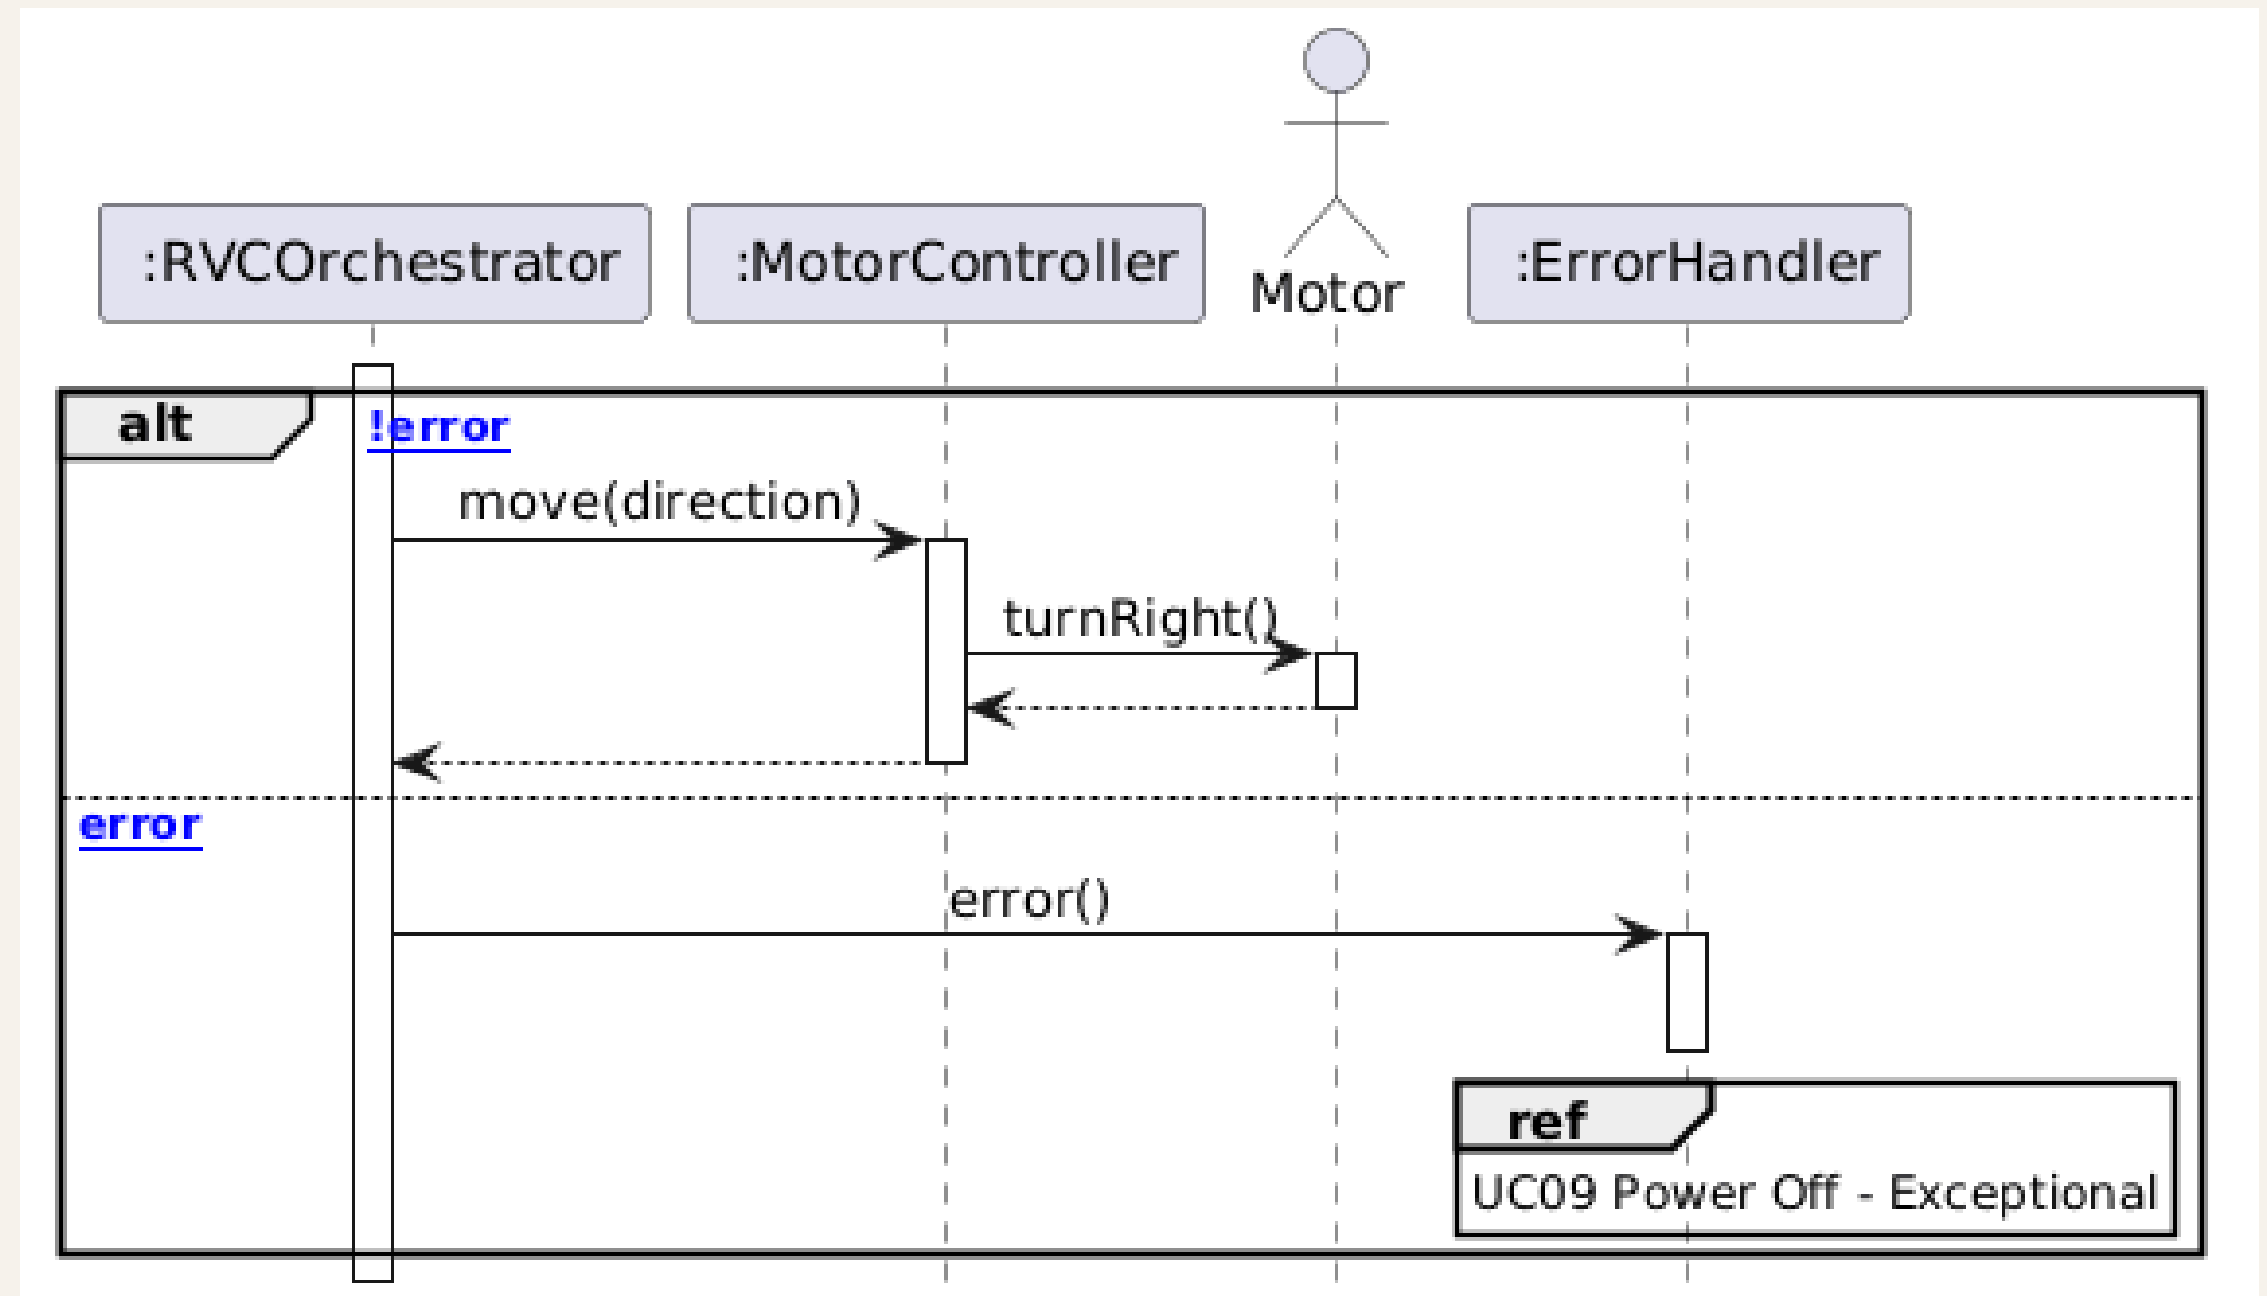 :RVCOrchestrator
:MotorController
Motor
:ErrorHandler
alt
!error
move(direction)
turnRight()
error
error()
ref
UC09 Power Off - Exceptional